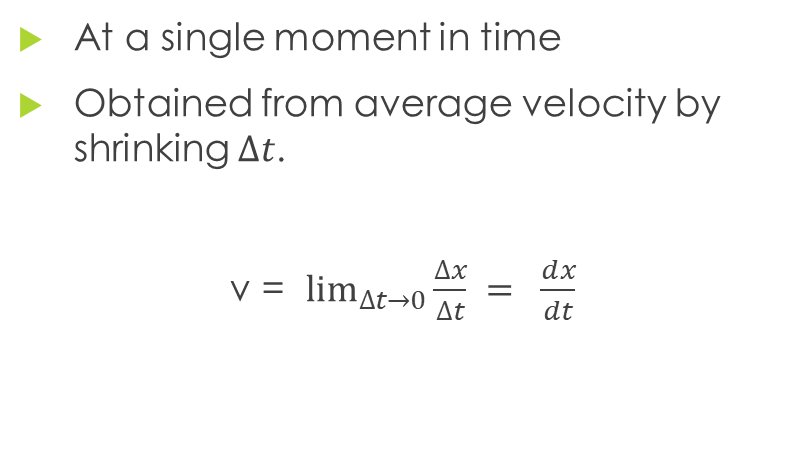 At a single moment in time
Obtained from average velocity by
shrinking Δt.
v = lim_{Δt→0} Δx/Δt = dx/dt